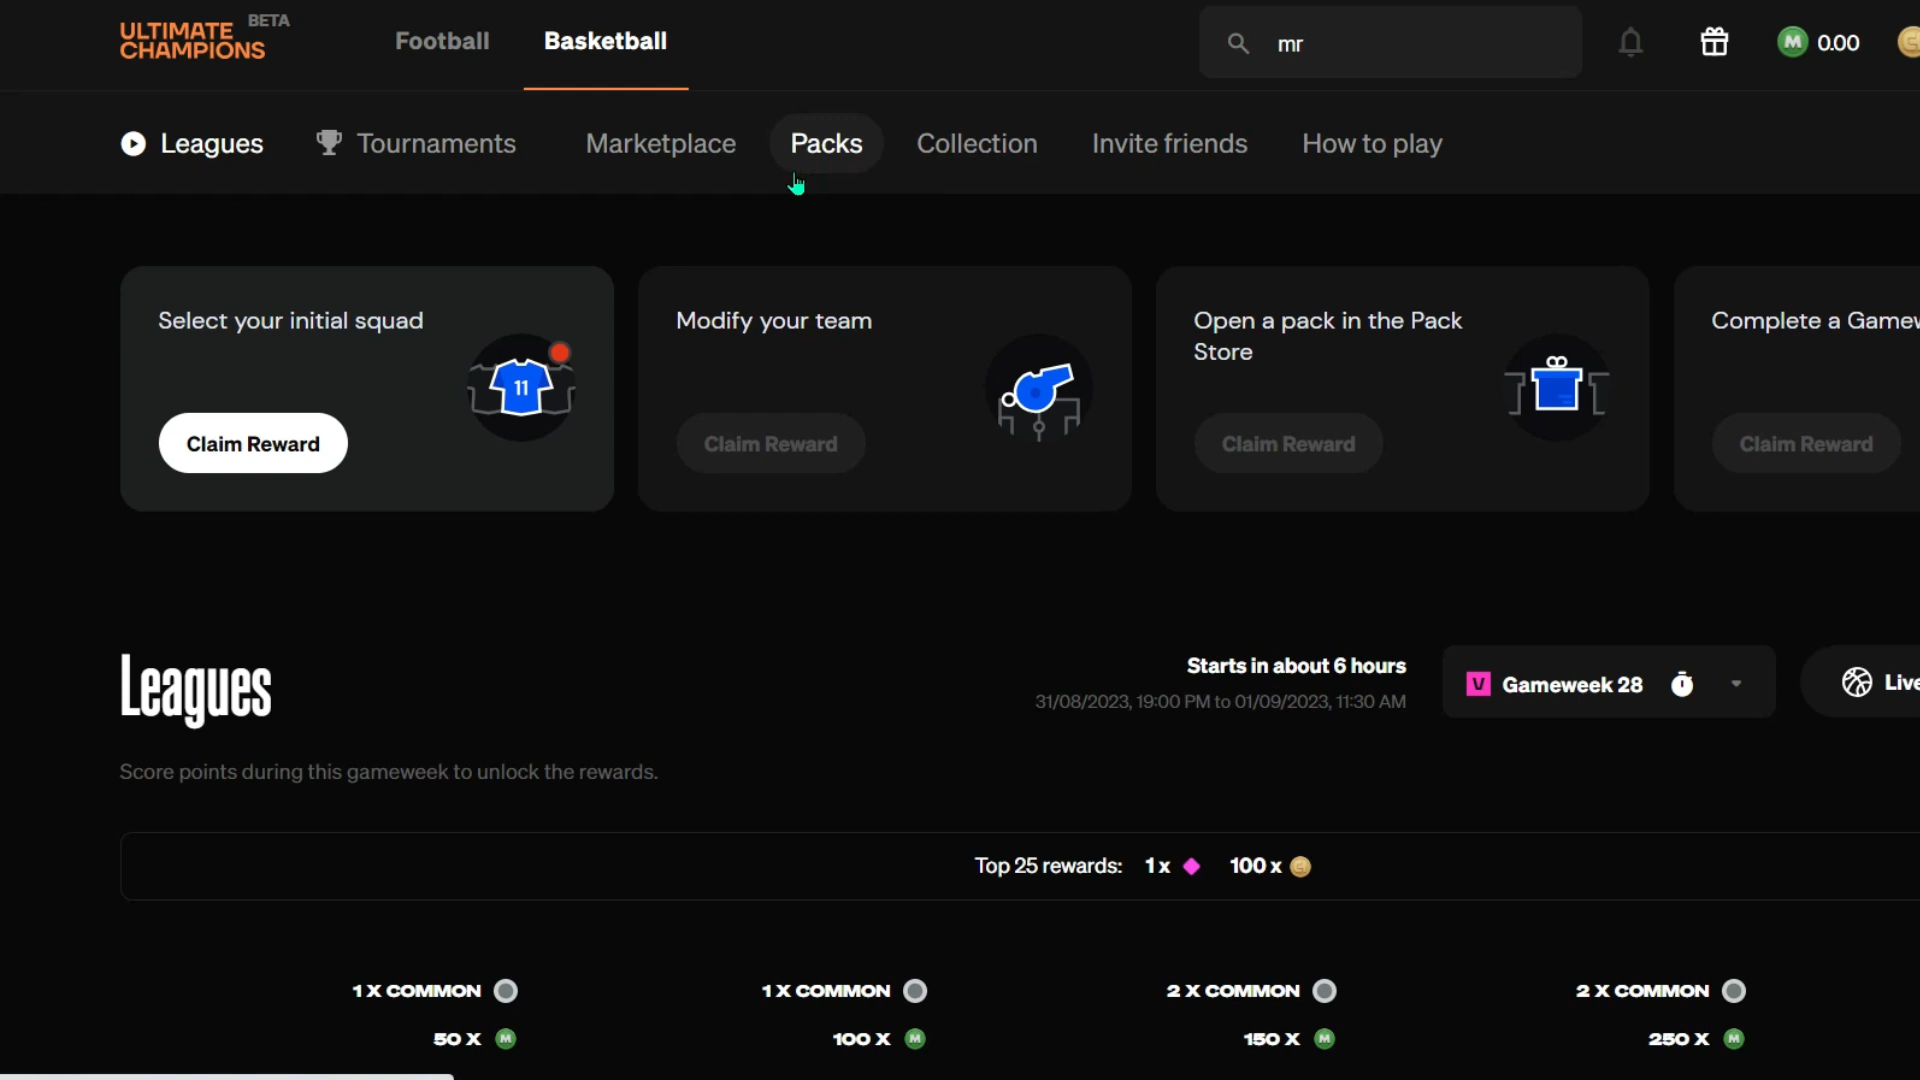 BETA
ULTIMATE
CHAMPIONS
Football
Basketball
mr
M
0.00
Leagues
Tournaments
Marketplace
Packs
Collection
Invite friends
How to play
Select your initial squad
11
Claim Reward
Modify your team
Claim Reward
Open a pack in the Pack
Store
Claim Reward
Complete a Gamew
Claim Reward
Leagues
Starts in about 6 hours
31/08/2023, 19:00 PM to 01/09/2023, 11:30 AM
V Gameweek 28
Live
Score points during this gameweek to unlock the rewards.
Top 25 rewards: 1 x 100 x C
1 X COMMON
1 X COMMON
2 X COMMON
2 X COMMON
50 X M
100 X M
150 X M
250 X M